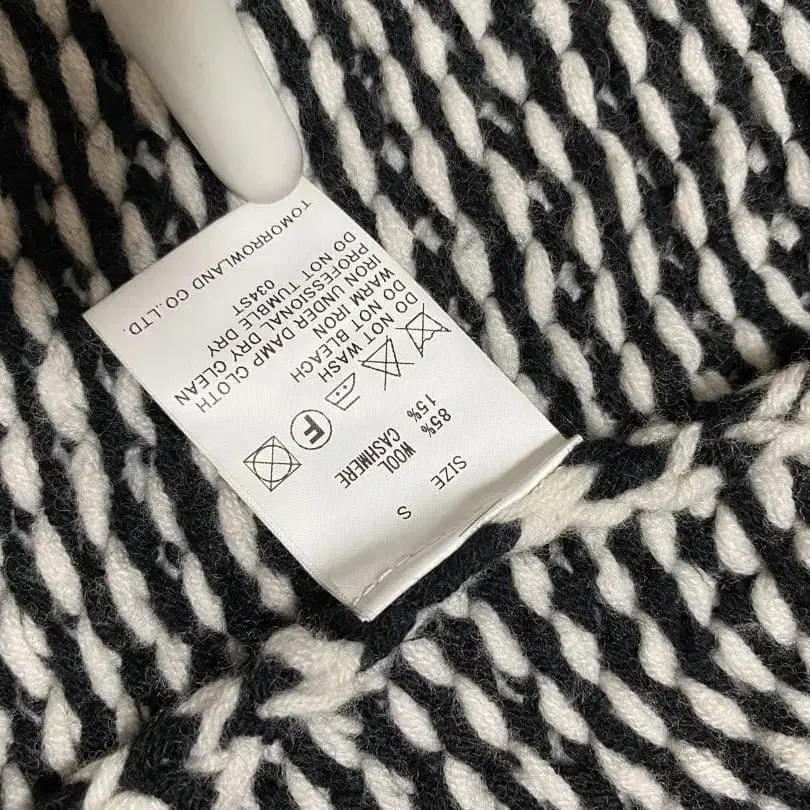 SIZE S
85% WOOL
15% CASHMERE
F
DO NOT WASH
DO NOT BLEACH
WARM IRON
IRON UNDER DAMP CLOTH
PROFESSIONAL DRY CLEAN
DO NOT TUMBLE DRY
034ST
TOMORROWLAND CO.,LTD.